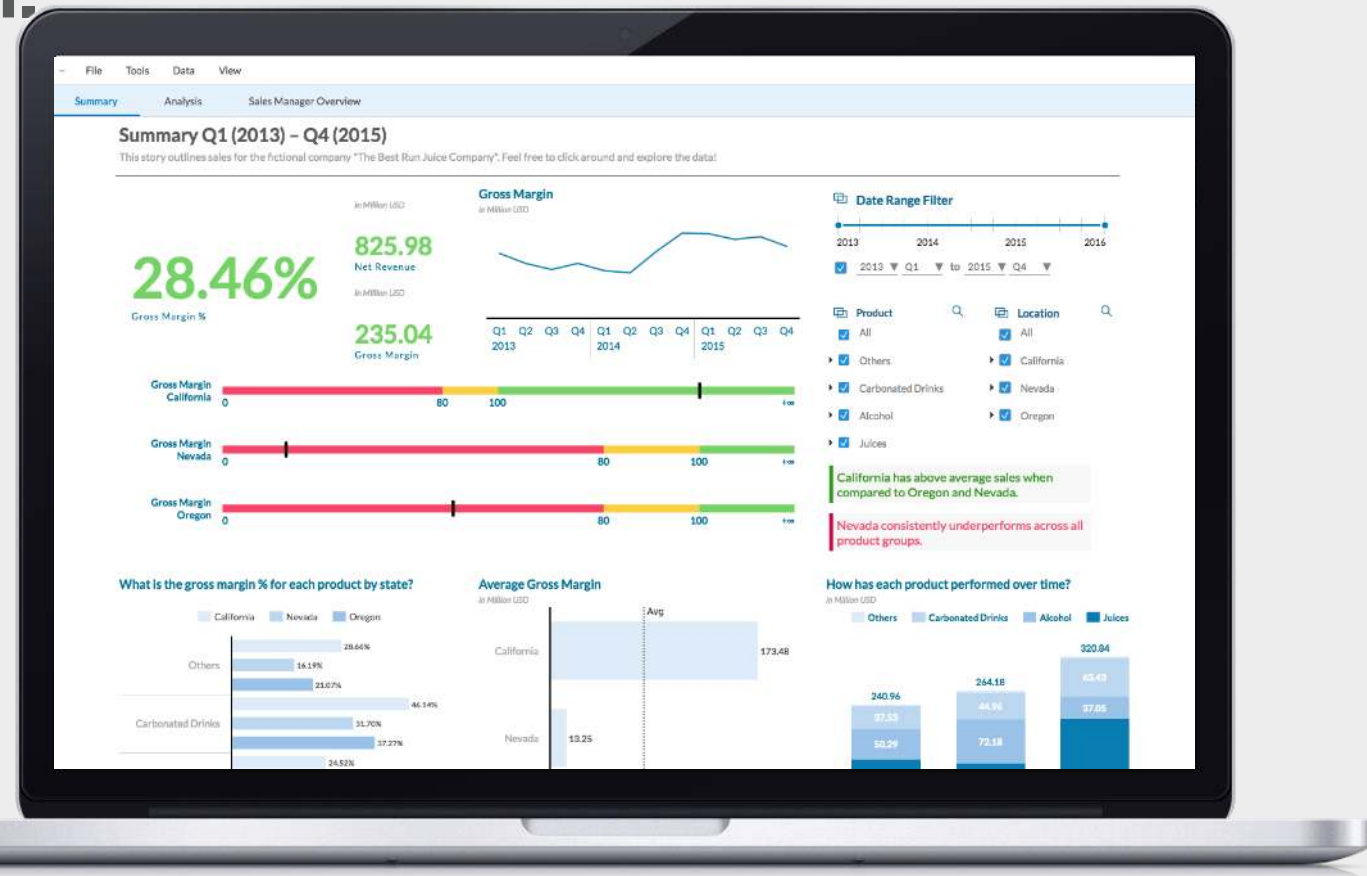 File Tools Data View
Summary Analysis Sales Manager Overview
Summary Q1 (2013) – Q4 (2015)
This story outlines sales for the fictional company "The Best Run Juice Company". Feel free to click around and explore the data!
28.46%
Gross Margin %
in Million USD
825.98
Net Revenue
in Million USD
235.04
Gross Margin
Gross Margin
in Million USD
Q1 Q2 Q3 Q4 Q1 Q2 Q3 Q4 Q1 Q2 Q3 Q4
2013 2014 2015
Date Range Filter
2013 2014 2015 2016
2013 Q1 to 2015 Q4
Product
All
Others
Carbonated Drinks
Alcohol
Juices
Location
All
California
Nevada
Oregon
Gross Margin
California
0 80 100 +∞
Gross Margin
Nevada
0 80 100 +∞
Gross Margin
Oregon
0 80 100 +∞
California has above average sales when
compared to Oregon and Nevada.
Nevada consistently underperforms across all
product groups.
What is the gross margin % for each product by state?
California Nevada Oregon
Others
28.66%
16.19%
21.07%
Carbonated Drinks
46.14%
31.70%
37.27%
24.52%
Average Gross Margin
in Million USD
Avg
California 173.48
Nevada 13.25
How has each product performed over time?
in Million USD
Others Carbonated Drinks Alcohol Juices
240.96
37.53
50.29
264.18
44.96
72.18
320.84
63.43
37.05